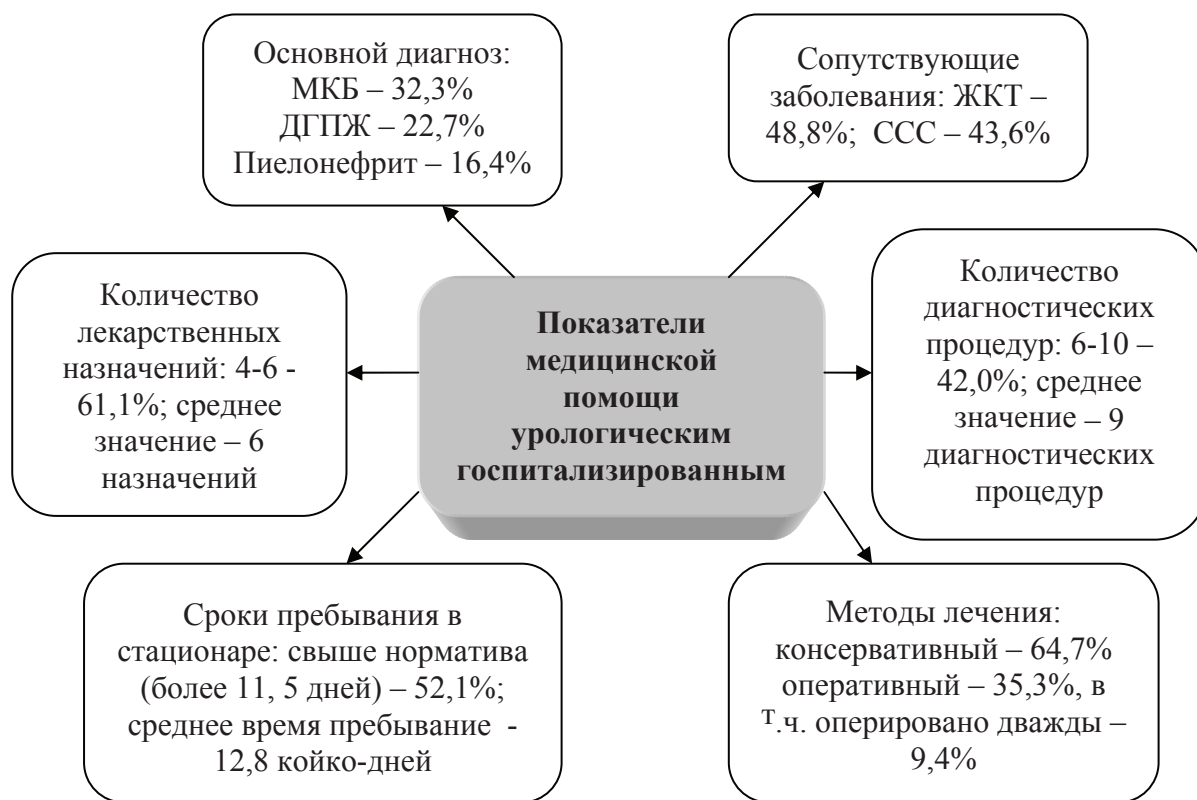 Основной диагноз:
МКБ – 32,3%
ДГПЖ – 22,7%
Пиелонефрит – 16,4%
Сопутствующие
заболевания: ЖКТ –
48,8%; ССС – 43,6%
Количество
лекарственных
назначений: 4-6 -
61,1%; среднее
значение – 6
назначений
Показатели
медицинской
помощи
урологическим
госпитализированным
Количество
диагностических
процедур: 6-10 –
42,0%; среднее
значение – 9
диагностических
процедур
Сроки пребывания в
стационаре: свыше норматива
(более 11, 5 дней) – 52,1%;
среднее время пребывание -
12,8 койко-дней
Методы лечения:
консервативный – 64,7%
оперативный – 35,3%, в
т.ч. оперировано дважды –
9,4%